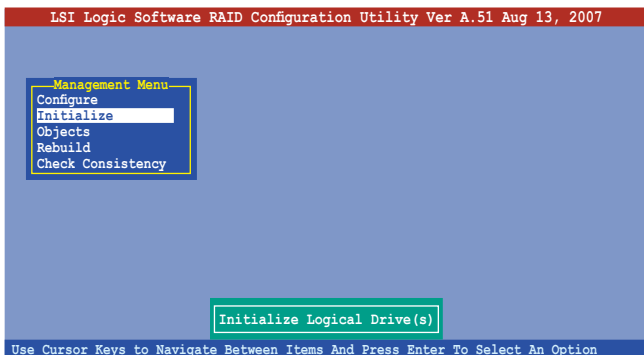 LSI Logic Software RAID Configuration Utility Ver A.51 Aug 13, 2007
Management Menu
Configure
Initialize
Objects
Rebuild
Check Consistency
Initialize Logical Drive(s)
Use Cursor Keys to Navigate Between Items And Press Enter To Select An Option